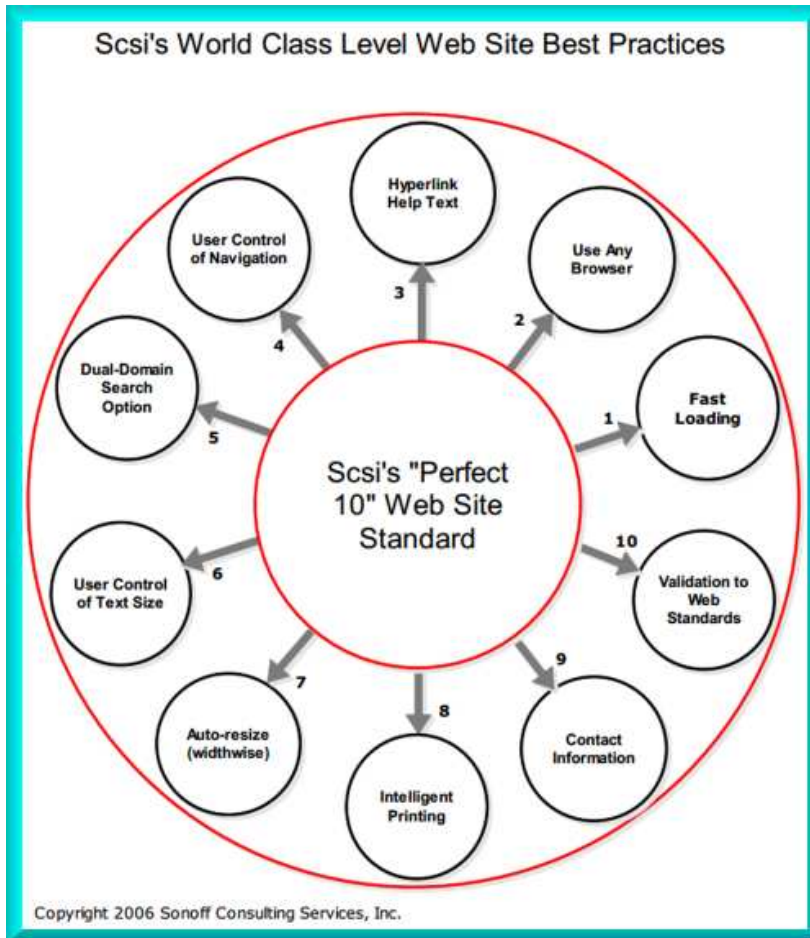 Scsi's World Class Level Web Site Best Practices
Hyperlink
Help Text
User Control
of Navigation
Use Any
Browser
3
2
4
Dual-Domain
Search
Option
Fast
Loading
1
5
Scsi's "Perfect
10" Web Site
Standard
10
6
User Control
of Text Size
Validation to
Web
Standards
9
7
8
Auto-resize
(widthwise)
Contact
Information
Intelligent
Printing
Copyright 2006 Sonoff Consulting Services, Inc.